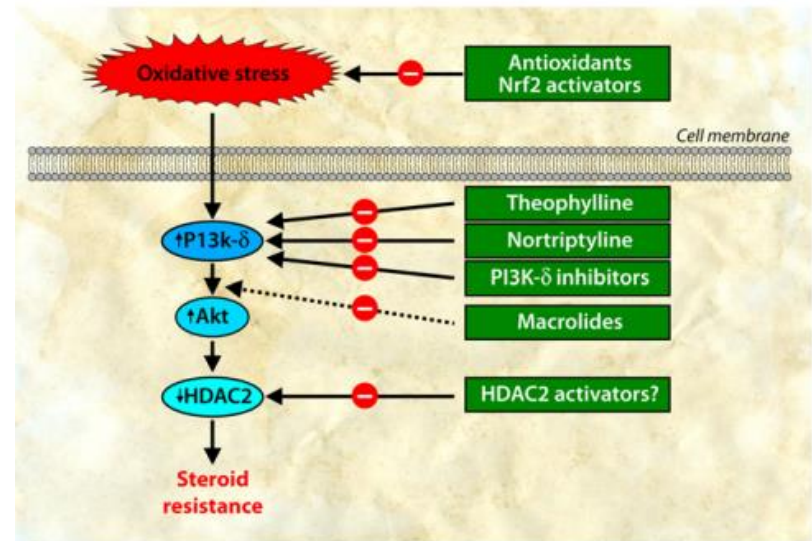 Oxidative stress
Antioxidants
Nrf2 activators
Cell membrane
Theophylline
↑P13k-δ
Nortriptyline
PI3K-δ inhibitors
↑Akt
Macrolides
↓HDAC2
HDAC2 activators?
Steroid
resistance